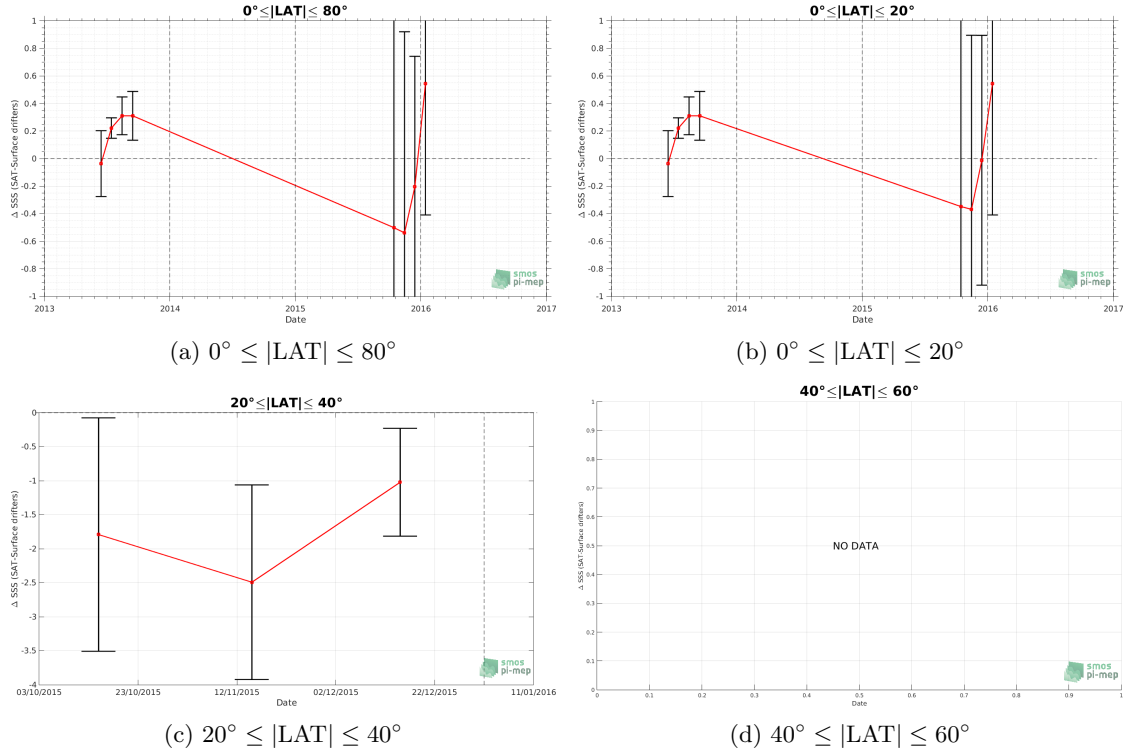 0°≤|LAT|≤ 80°
1
0.8
0.6
0.4
0.2
0
-0.2
-0.4
-0.6
-0.8
-1
Δ SSS (SAT-Surface drifters)
2013 2014 2015 2016 2017
Date
smos
pi-mep
(a) 0° ≤ |LAT| ≤ 80°
0°≤|LAT|≤ 20°
1
0.8
0.6
0.4
0.2
0
-0.2
-0.4
-0.6
-0.8
-1
Δ SSS (SAT-Surface drifters)
2013 2014 2015 2016 2017
Date
smos
pi-mep
(b) 0° ≤ |LAT| ≤ 20°
20°≤|LAT|≤ 40°
0
-0.5
-1
-1.5
-2
-2.5
-3
-3.5
-4
Δ SSS (SAT-Surface drifters)
03/10/2015 23/10/2015 12/11/2015 02/12/2015 22/12/2015 11/01/2016
Date
smos
pi-mep
(c) 20° ≤ |LAT| ≤ 40°
40°≤|LAT|≤ 60°
1
0.9
0.8
0.7
0.6
0.5
0.4
0.3
0.2
0.1
0
Δ SSS (SAT-Surface drifters)
NO DATA
0 0.1 0.2 0.3 0.4 0.5 0.6 0.7 0.8 0.9 1
Date
smos
pi-mep
(d) 40° ≤ |LAT| ≤ 60°